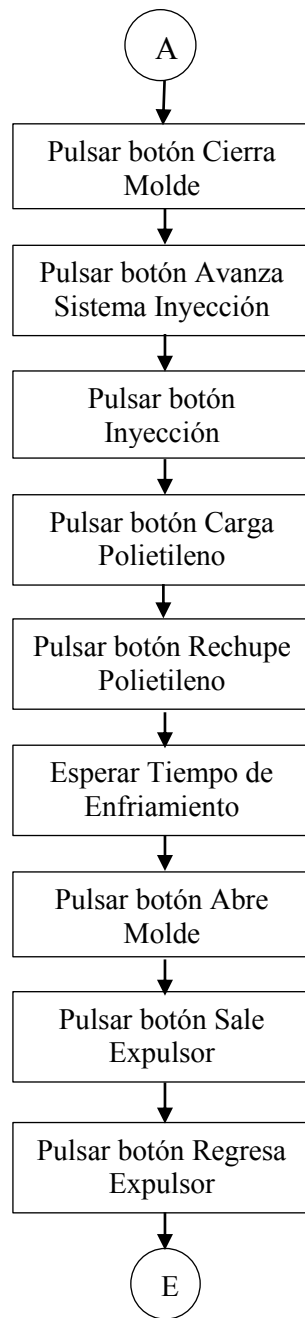 A
Pulsar botón Cierra
Molde
Pulsar botón Avanza
Sistema Inyección
Pulsar botón
Inyección
Pulsar botón Carga
Polietileno
Pulsar botón Rechupe
Polietileno
Esperar Tiempo de
Enfriamiento
Pulsar botón Abre
Molde
Pulsar botón Sale
Expulsor
Pulsar botón Regresa
Expulsor
E